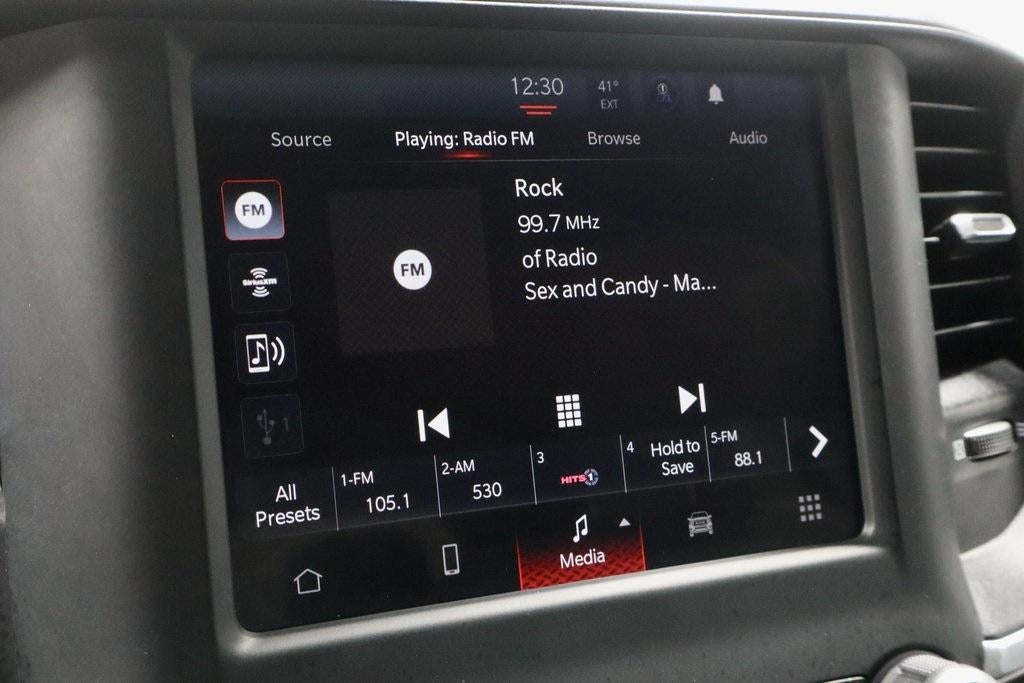 12:30
41°
EXT
Source
Playing: Radio FM
Browse
Audio
FM
SiriusXM
1
FM
Rock
99.7 MHz
of Radio
Sex and Candy - Ma...
All
Presets
1-FM
105.1
2-AM
530
3
HITS1
4
Hold to
Save
5-FM
88.1
Media